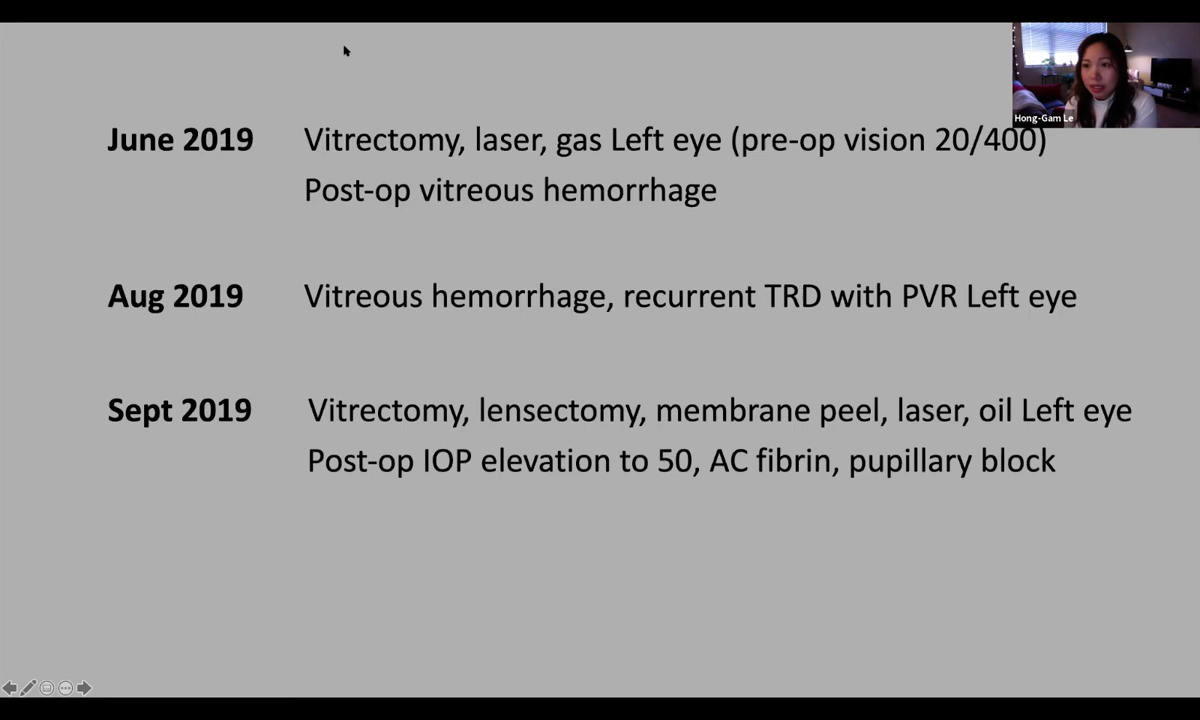 Hong-Gam Le
June 2019 Vitrectomy, laser, gas Left eye (pre-op vision 20/400)
Post-op vitreous hemorrhage
Aug 2019 Vitreous hemorrhage, recurrent TRD with PVR Left eye
Sept 2019 Vitrectomy, lensectomy, membrane peel, laser, oil Left eye
Post-op IOP elevation to 50, AC fibrin, pupillary block